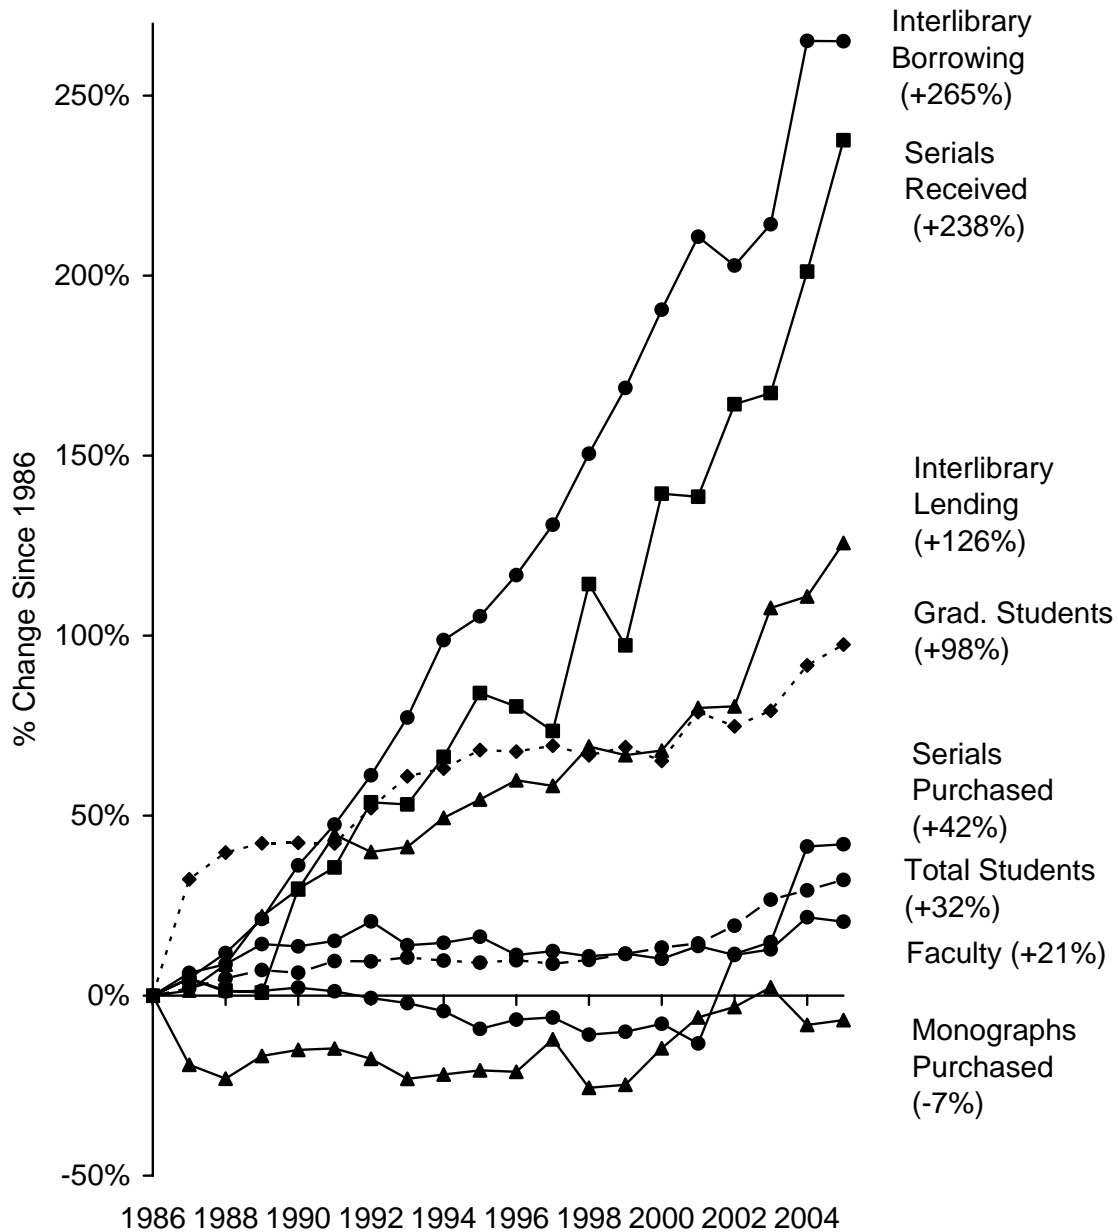 Interlibrary
Borrowing
(+265%)
250%
Serials
Received
(+238%)
200%
150%
Interlibrary
Lending
(+126%)
% Change Since 1986
100%
Grad. Students
(+98%)
Serials
Purchased
(+42%)
50%
Total Students
(+32%)
Faculty (+21%)
0%
Monographs
Purchased
(-7%)
-50%
1986 1988 1990 1992 1994 1996 1998 2000 2002 2004